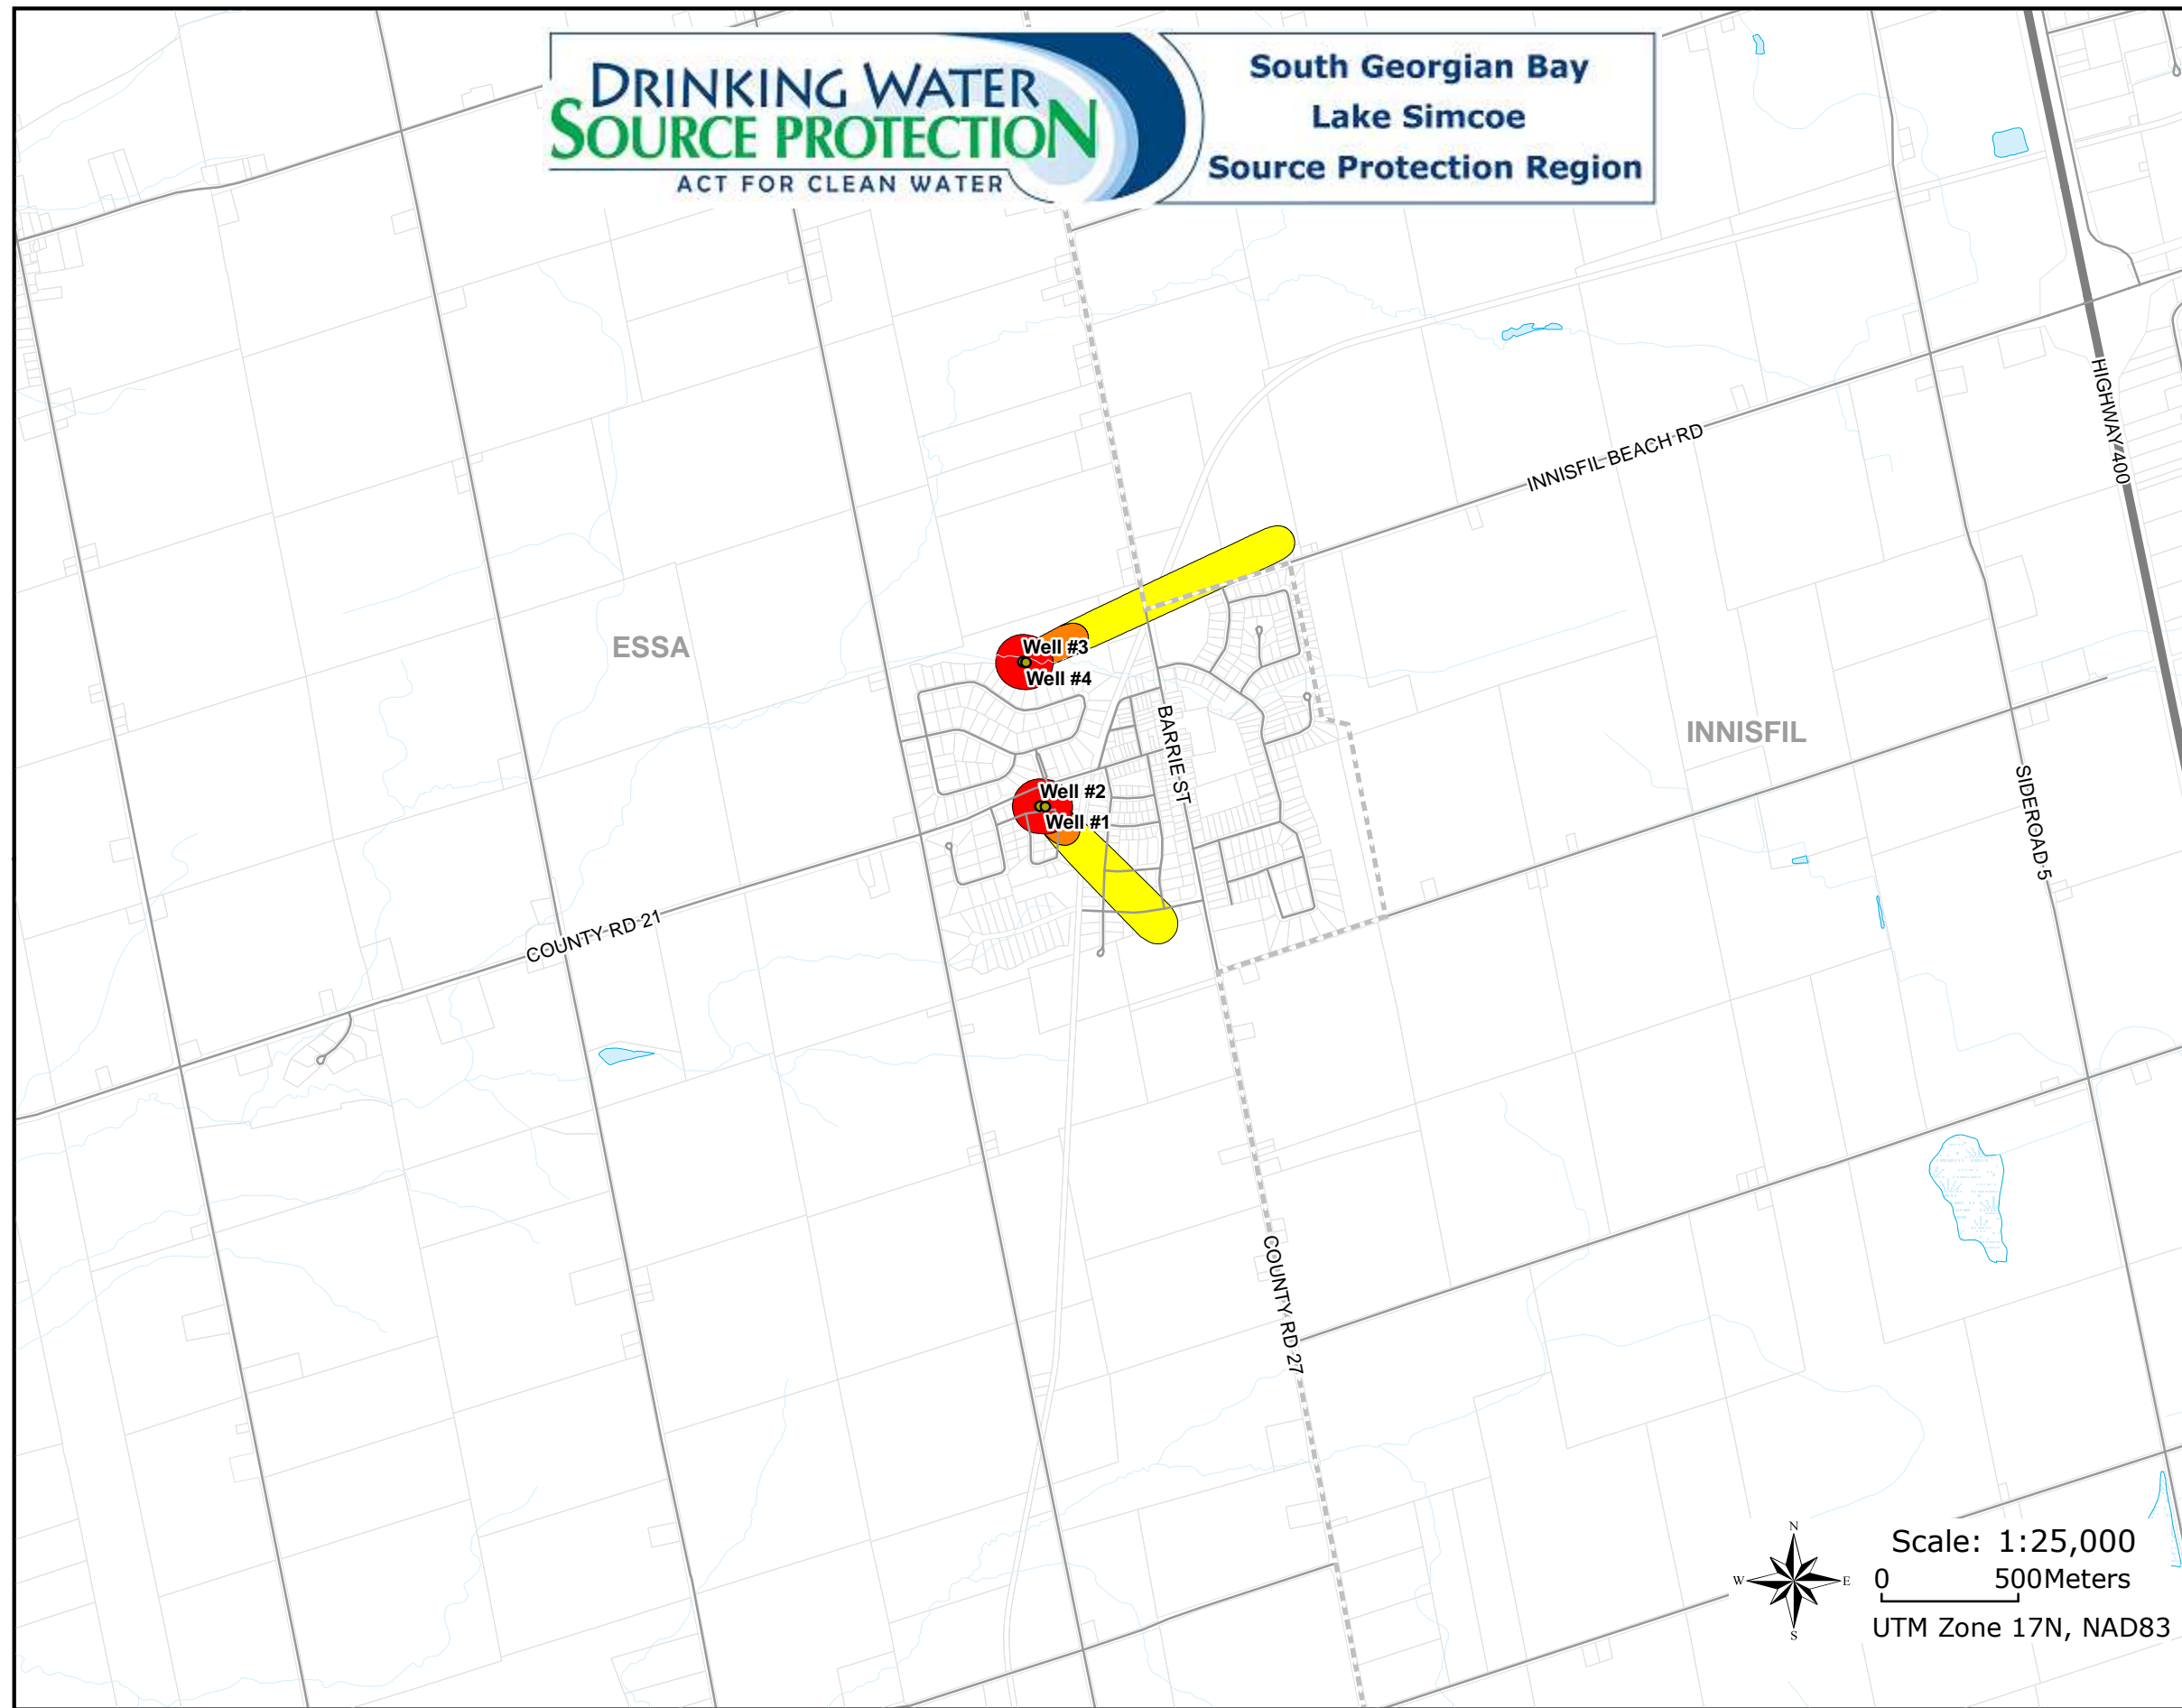 DRINKING WATER
SOURCE PROTECTION
ACT FOR CLEAN WATER
South Georgian Bay
Lake Simcoe
Source Protection Region
HIGHWAY 400
INNISFIL BEACH RD
ESSA
Well #3
Well #4
BARRIE ST
INNISFIL
SIDEROAD 5
Well #2
Well #1
COUNTY RD 21
COUNTY RD 27
N
W
E
S
Scale: 1:25,000
0 500Meters
UTM Zone 17N, NAD83